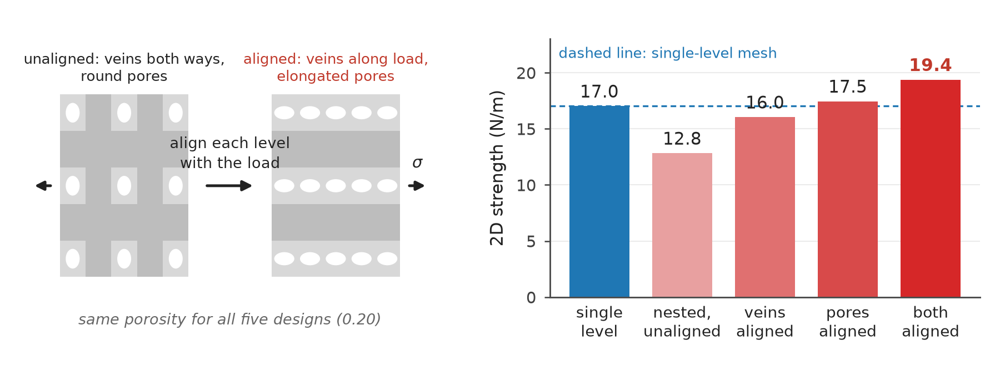 unaligned: veins both ways,
round pores
aligned: veins along load,
elongated pores
align each level
with the load
σ
same porosity for all five designs (0.20)
dashed line: single-level mesh
2D strength (N/m)
20
15
10
5
0
17.0
12.8
16.0
17.5
19.4
single
level
nested,
unaligned
veins
aligned
pores
aligned
both
aligned